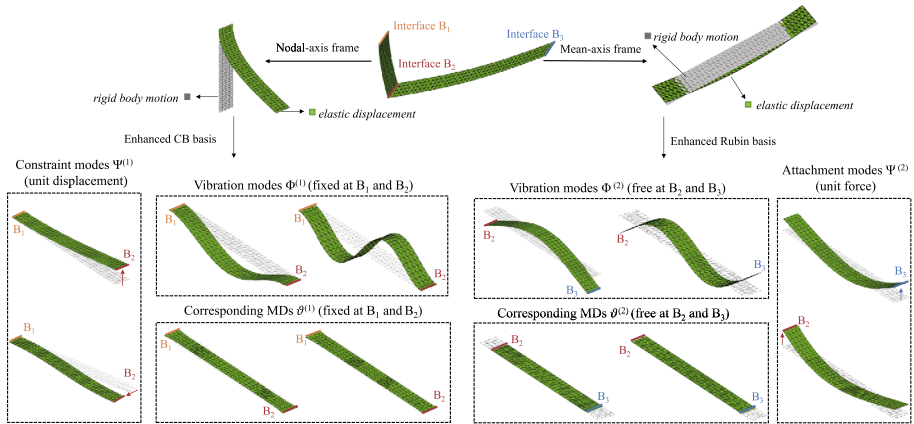 Interface B₁
Interface B₃
Nodal-axis frame
Mean-axis frame
rigid body motion
Interface B₂
rigid body motion
elastic displacement
elastic displacement
Enhanced CB basis
Enhanced Rubin basis
Constraint modes Ψ⁽¹⁾
(unit displacement)
Attachment modes Ψ⁽²⁾
(unit force)
Vibration modes Φ⁽¹⁾ (fixed at B₁ and B₂)
Vibration modes Φ⁽²⁾ (free at B₂ and B₃)
B₁
B₂
B₁
B₂
B₁
B₂
B₂
B₃
B₂
B₃
B₃
Corresponding MDs ϑ⁽¹⁾ (fixed at B₁ and B₂)
Corresponding MDs ϑ⁽²⁾ (free at B₂ and B₃)
B₁
B₂
B₁
B₂
B₁
B₂
B₂
B₃
B₂
B₃
B₂